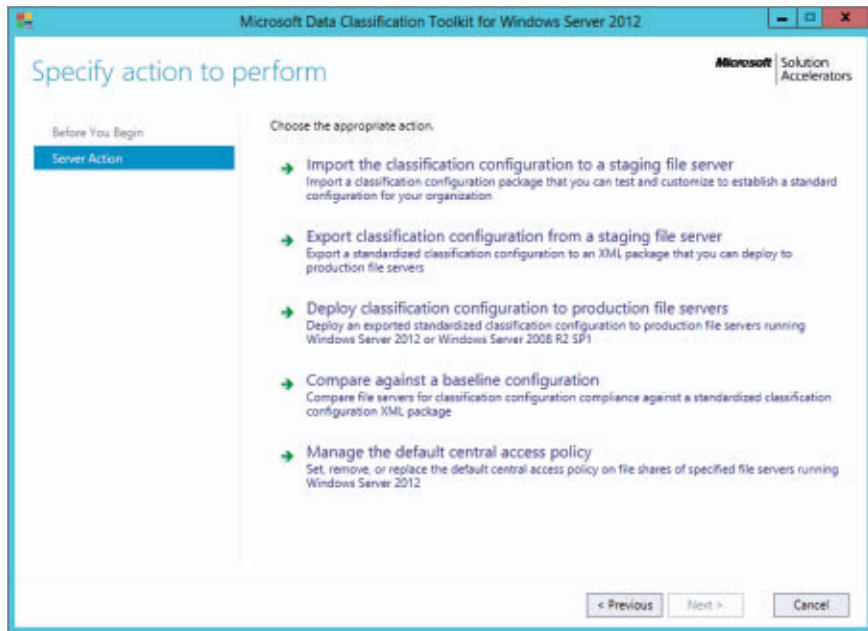 Microsoft Data Classification Toolkit for Windows Server 2012
Specify action to perform
Microsoft
Solution
Accelerators
Before You Begin
Server Action
Choose the appropriate action.
Import the classification configuration to a staging file server
Import a classification configuration package that you can test and customize to establish a standard
configuration for your organization
Export classification configuration from a staging file server
Export a standardized classification configuration to an XML package that you can deploy to
production file servers
Deploy classification configuration to production file servers
Deploy an exported standardized classification configuration to production file servers running
Windows Server 2012 or Windows Server 2008 R2 SP1
Compare against a baseline configuration
Compare file servers for classification configuration compliance against a standardized classification
configuration XML package
Manage the default central access policy
Set, remove, or replace the default central access policy on file shares of specified file servers running
Windows Server 2012
< Previous
Next >
Cancel